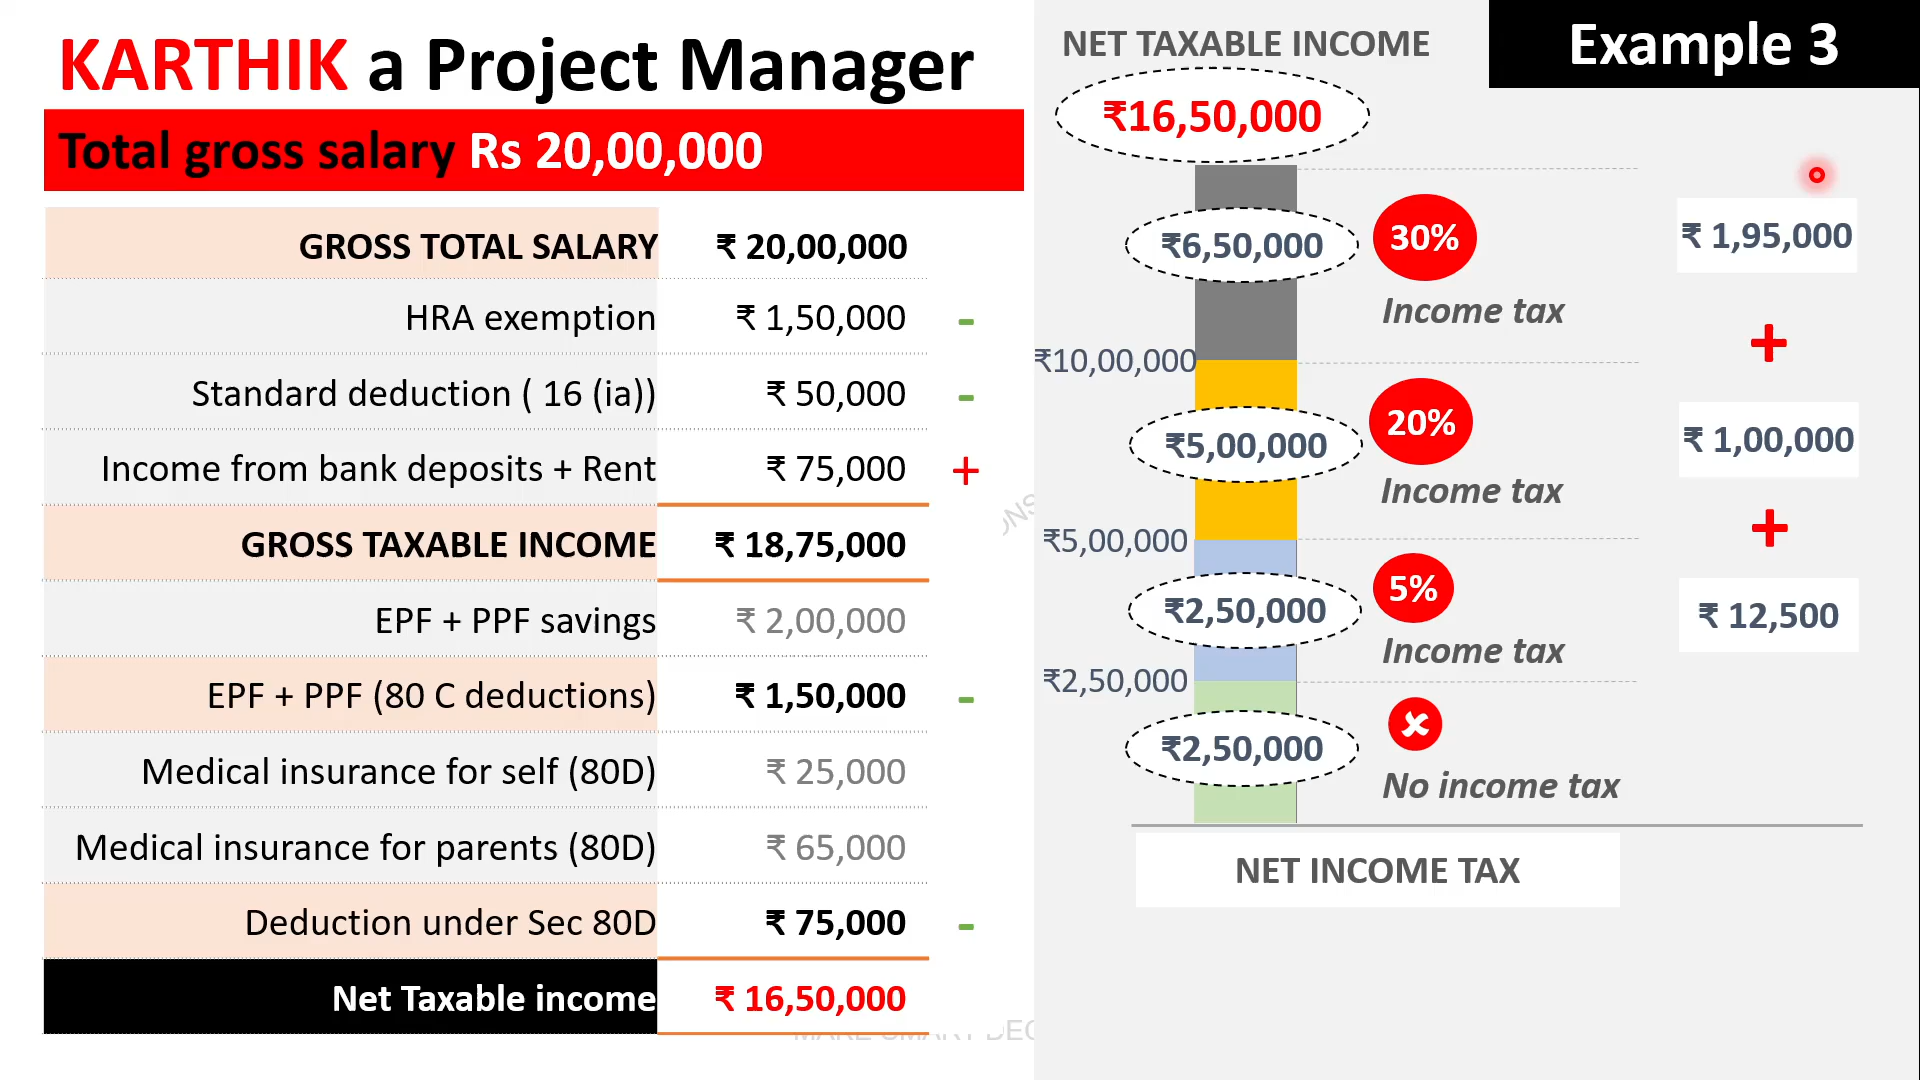 KARTHIK a Project Manager
Total gross salary Rs 20,00,000
GROSS TOTAL SALARY ₹ 20,00,000
HRA exemption ₹ 1,50,000 -
Standard deduction ( 16 (ia)) ₹ 50,000 -
Income from bank deposits + Rent ₹ 75,000 +
GROSS TAXABLE INCOME ₹ 18,75,000
EPF + PPF savings ₹ 2,00,000
EPF + PPF (80 C deductions) ₹ 1,50,000 -
Medical insurance for self (80D) ₹ 25,000
Medical insurance for parents (80D) ₹ 65,000
Deduction under Sec 80D ₹ 75,000 -
Net Taxable income ₹ 16,50,000
Example 3
NET TAXABLE INCOME
₹16,50,000
₹6,50,000 30% ₹ 1,95,000
Income tax
+
₹10,00,000
₹5,00,000 20% ₹ 1,00,000
Income tax
+
₹5,00,000
₹2,50,000 5% ₹ 12,500
Income tax
₹2,50,000
₹2,50,000
No income tax
NET INCOME TAX